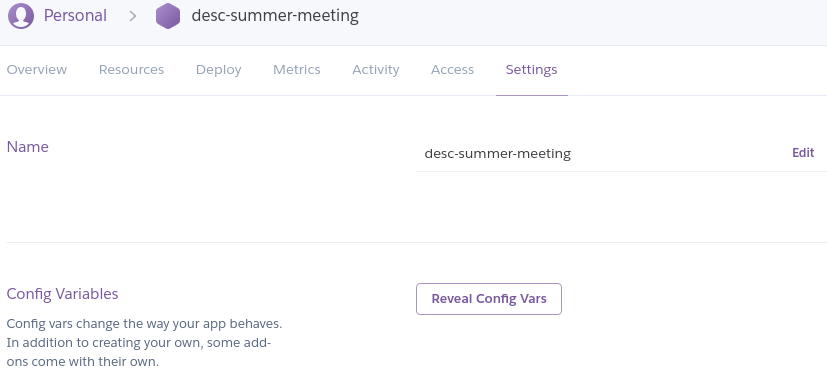 Personal desc-summer-meeting
Overview Resources Deploy Metrics Activity Access Settings
Name
desc-summer-meeting Edit
Config Variables
Reveal Config Vars
Config vars change the way your app behaves.
In addition to creating your own, some add-
ons come with their own.